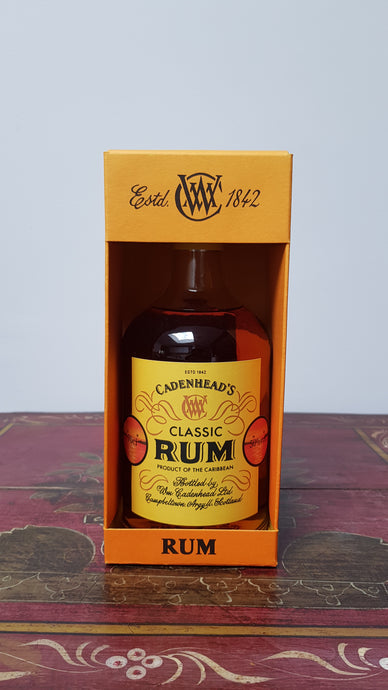 Estd. WC 1842
ESTD 1842
CADENHEAD'S
CLASSIC
RUM
PRODUCT OF THE CARIBBEAN
Bottled by
Wm Cadenhead Ltd.
Campbeltown, Argyll, Scotland
RUM